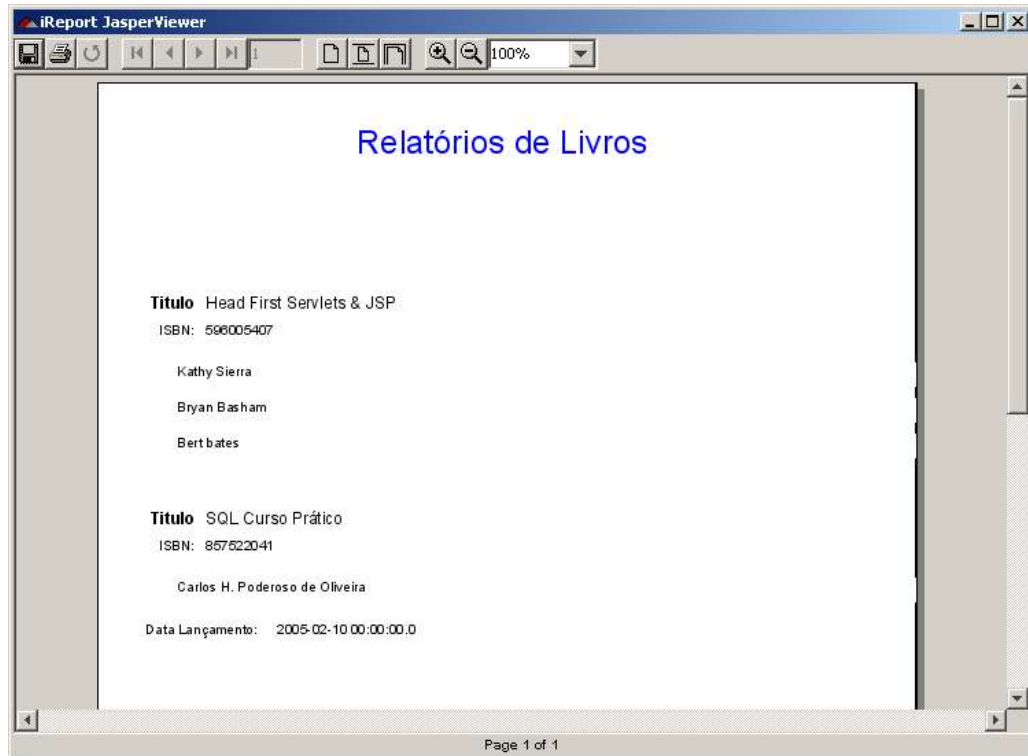 iReport JasperViewer
1
100%
Relatórios de Livros
Titulo Head First Servlets & JSP
ISBN: 596005407
Kathy Sierra
Bryan Basham
Bert bates
Titulo SQL Curso Prático
ISBN: 857522041
Carlos H. Poderoso de Oliveira
Data Lançamento: 2005-02-10 00:00:00.0
Page 1 of 1